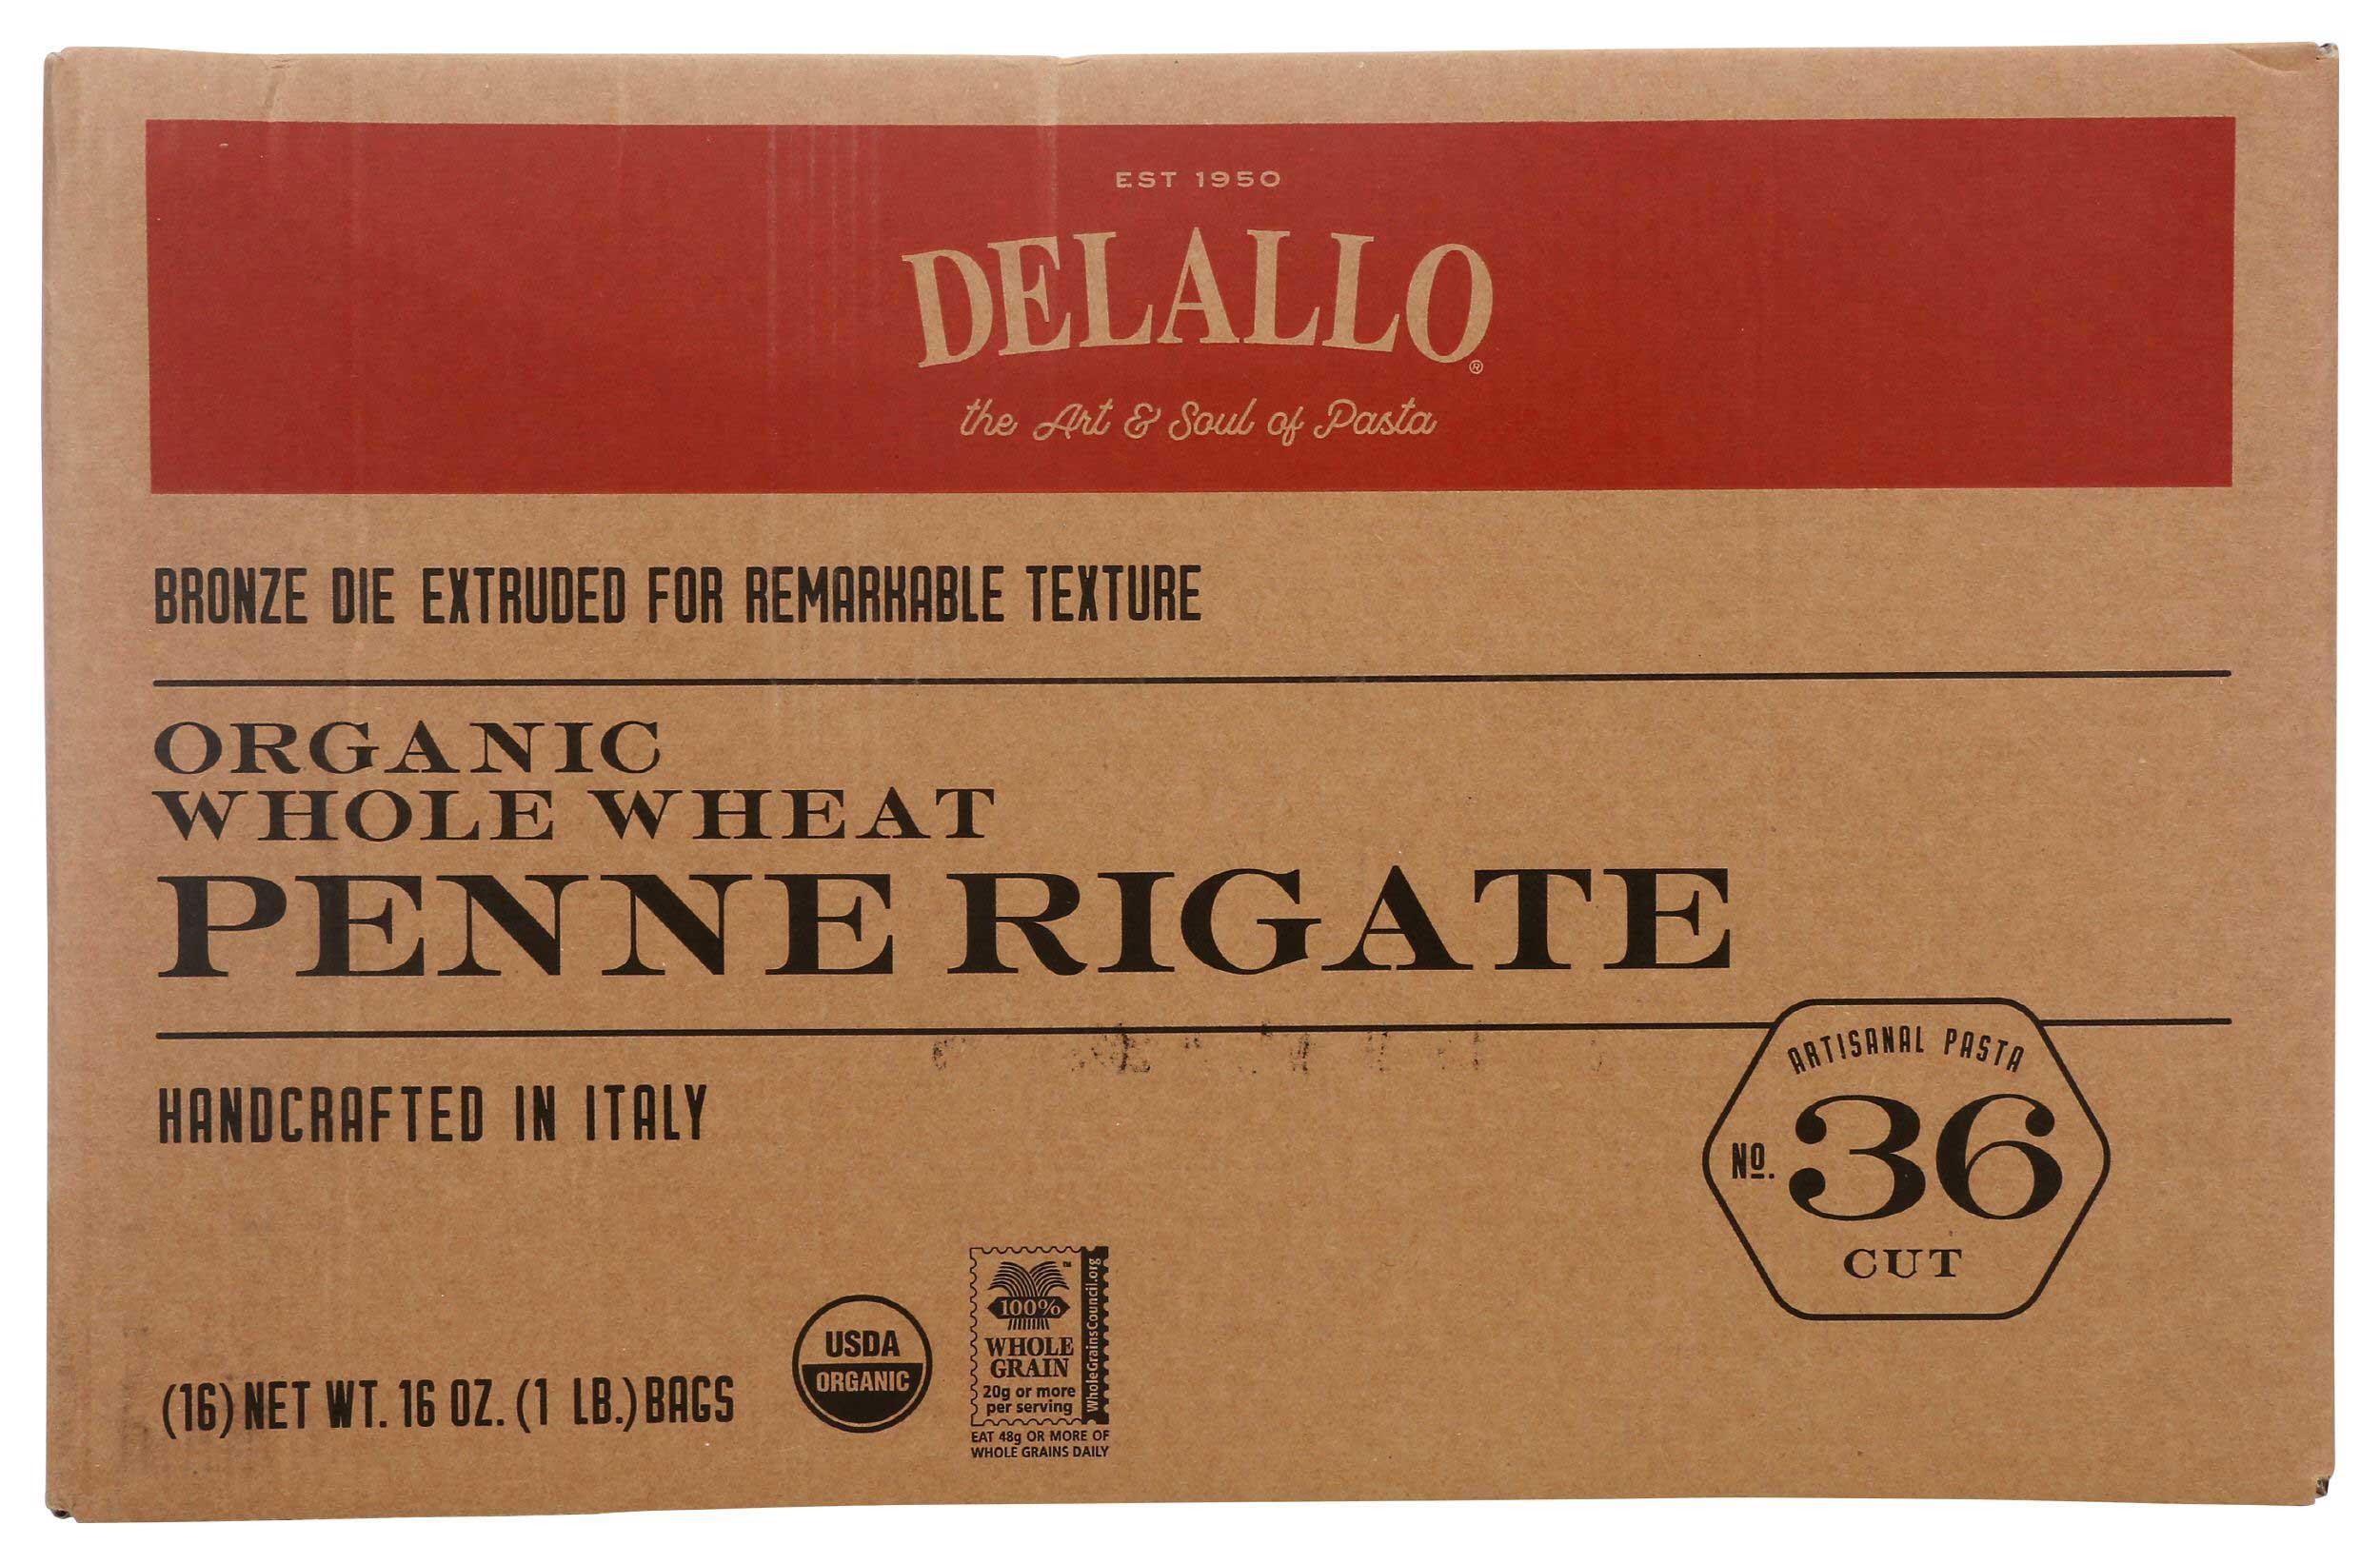 EST 1950
DELALLO®
the Art & Soul of Pasta
BRONZE DIE EXTRUDED FOR REMARKABLE TEXTURE
ORGANIC
WHOLE WHEAT
PENNE RIGATE
HANDCRAFTED IN ITALY
ARTISANAL PASTA
Nº. 36
CUT
(16) NET WT. 16 OZ. (1 LB.) BAGS
USDA
ORGANIC
100%
WHOLE
GRAIN
20g or more
per serving
WholeGrainsCouncil.org
™
EAT 48g OR MORE OF
WHOLE GRAINS DAILY